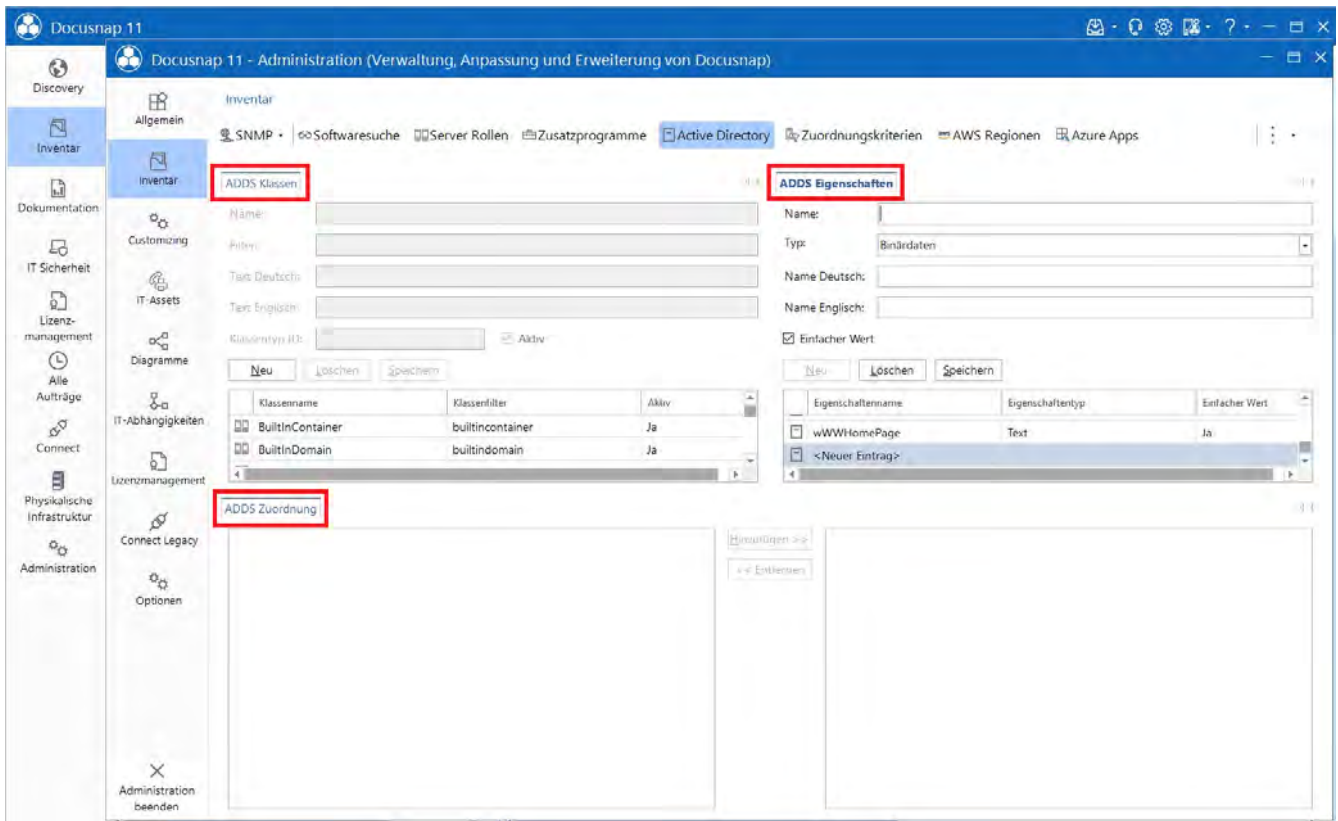 Docusnap 11
?
Discovery
Inventar
Dokumentation
IT Sicherheit
Lizenz-
management
Alle
Aufträge
Connect
Physikalische
Infrastruktur
Administration
Docusnap 11 - Administration (Verwaltung, Anpassung und Erweiterung von Docusnap)
Allgemein
Inventar
Customizing
IT-Assets
Diagramme
IT-Abhängigkeiten
Lizenzmanagement
Connect Legacy
Optionen
Administration
beenden
Inventar
SNMP Softwaresuche Server Rollen Zusatzprogramme Active Directory Zuordnungskriterien AWS Regionen Azure Apps
ADDS Klassen
Name:
Filter:
Text Deutsch:
Text Englisch:
Klassentyp ID: Aktiv
Neu Löschen Speichern
Klassenname Klassenfilter Aktiv
BuiltInContainer builtincontainer Ja
BuiltInDomain builtindomain Ja
ADDS Eigenschaften
Name:
Typ: Binärdaten
Name Deutsch:
Name Englisch:
Einfacher Wert
Neu Löschen Speichern
Eigenschaftenname Eigenschaftentyp Einfacher Wert
wWWHomePage Text Ja
<Neuer Eintrag>
ADDS Zuordnung
Hinzufügen >>
<< Entfernen